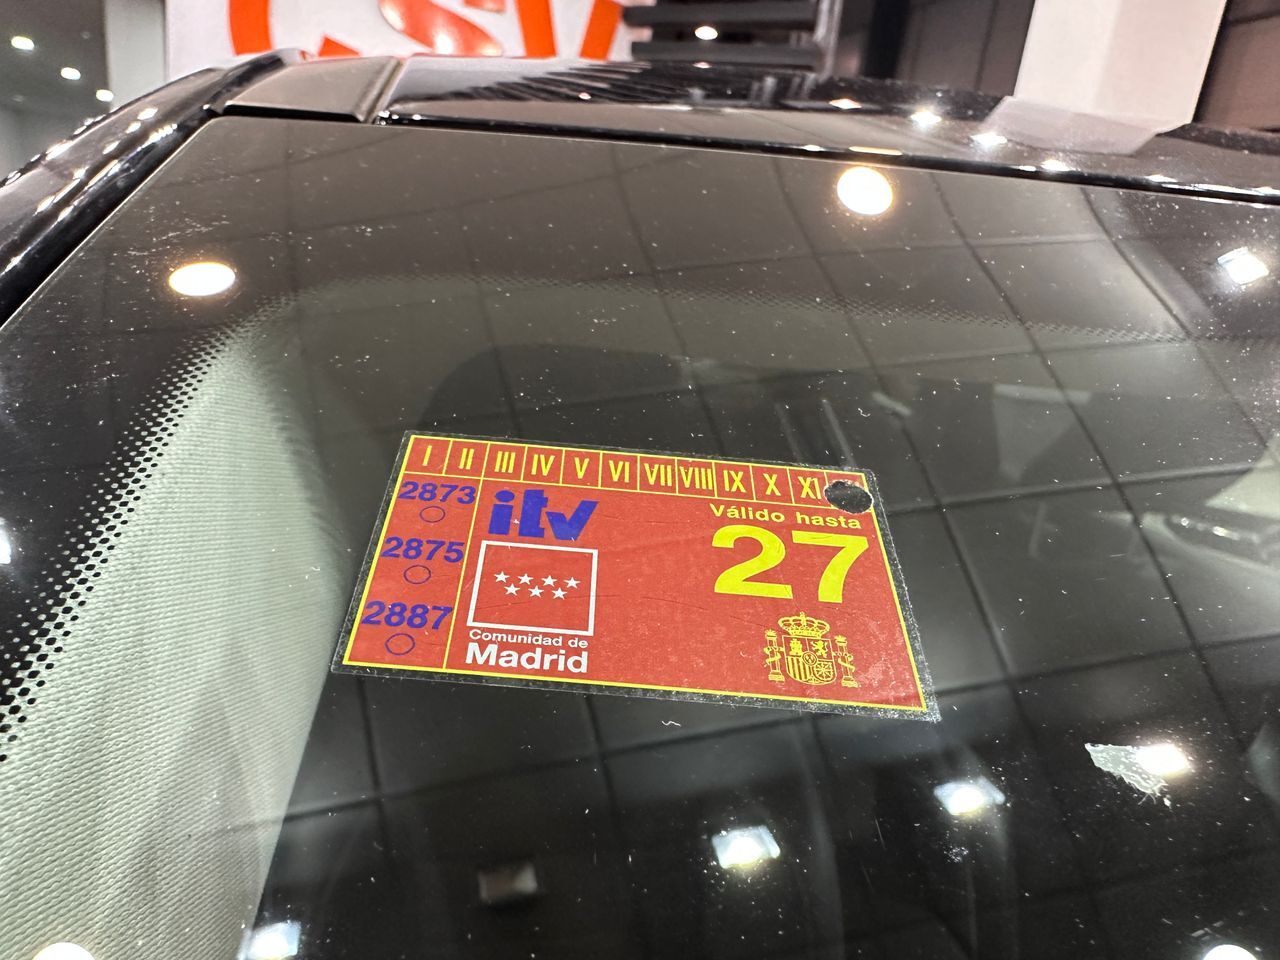 I II III IV V VI VII VIII IX X XI
Válido hasta
27
2873
2875
2887
itv
Comunidad de
Madrid